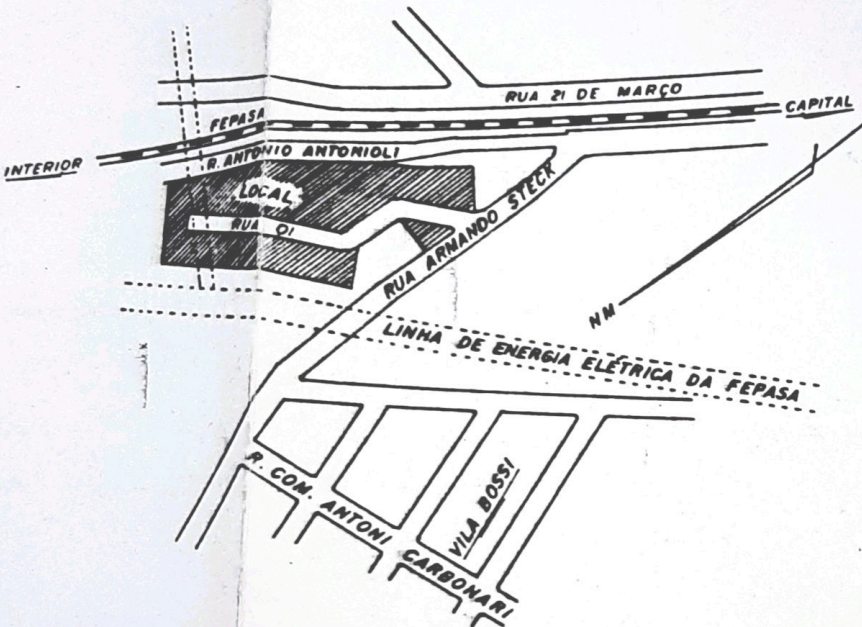 RUA 21 DE MARÇO
CAPITAL
FEPASA
INTERIOR
R. ANTONIO ANTONIOLI
LOCAL
RUA 01
RUA ARMANDO STECK
NM
LINHA DE ENERGIA ELÉTRICA DA FEPASA
R. COM. ANTONI CARBONARI
VILA BOSSI